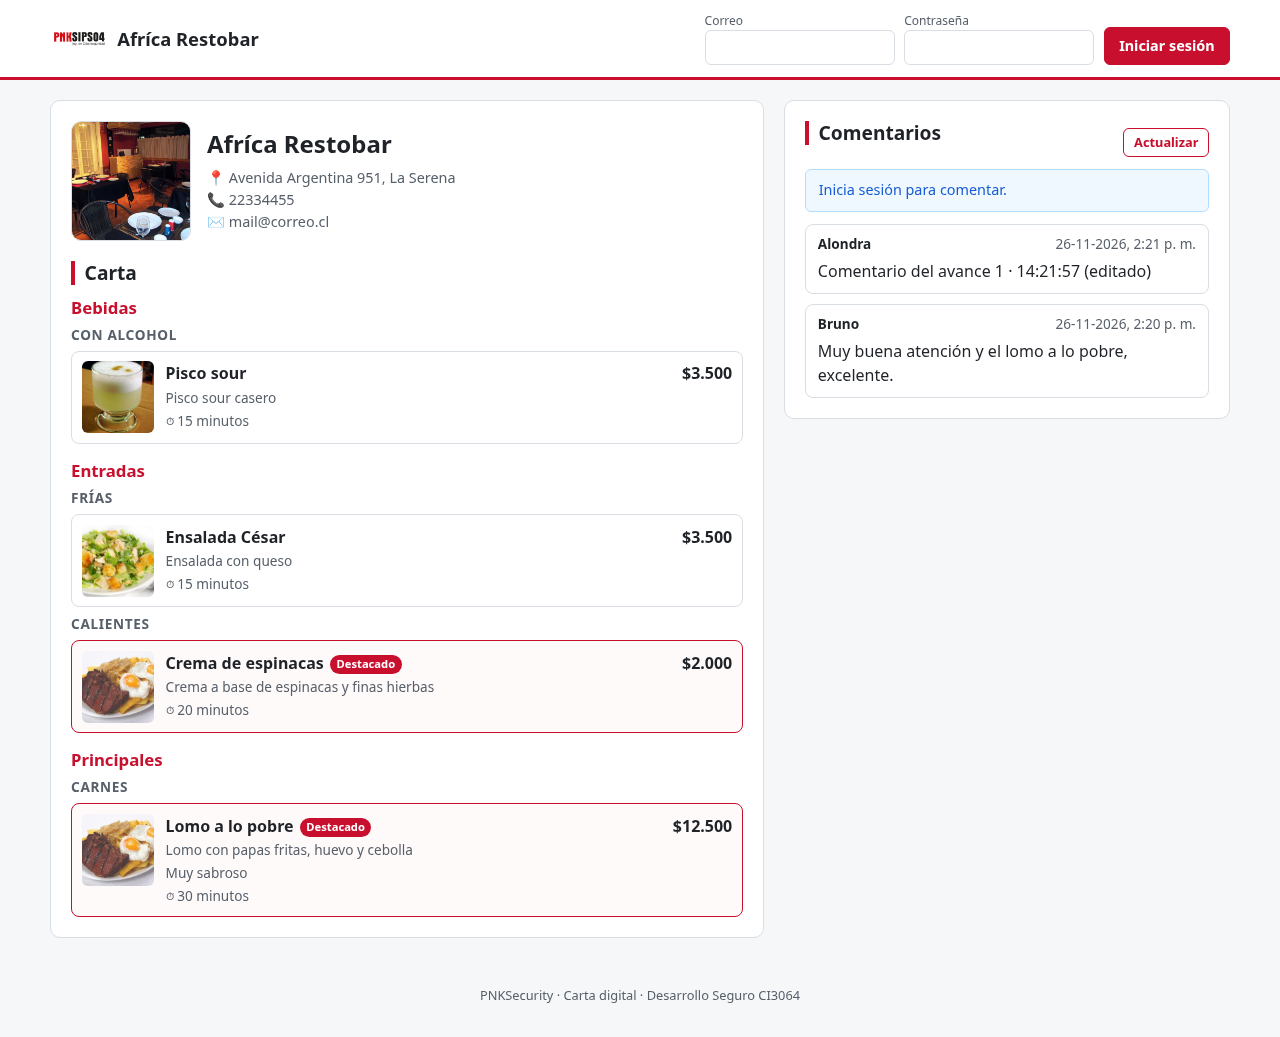 PNKSIPS04
Afríca Restobar
Correo
Contraseña
Iniciar sesión
Afríca Restobar
Avenida Argentina 951, La Serena
22334455
mail@correo.cl
Carta
Bebidas
CON ALCOHOL
Pisco sour
$3.500
Pisco sour casero
15 minutos
Entradas
FRÍAS
Ensalada César
$3.500
Ensalada con queso
15 minutos
CALIENTES
Crema de espinacas Destacado
$2.000
Crema a base de espinacas y finas hierbas
20 minutos
Principales
CARNES
Lomo a lo pobre Destacado
$12.500
Lomo con papas fritas, huevo y cebolla
Muy sabroso
30 minutos
Comentarios
Actualizar
Inicia sesión para comentar.
Alondra
26-11-2026, 2:21 p. m.
Comentario del avance 1 · 14:21:57 (editado)
Bruno
26-11-2026, 2:20 p. m.
Muy buena atención y el lomo a lo pobre,
excelente.
PNKSecurity · Carta digital · Desarrollo Seguro CI3064